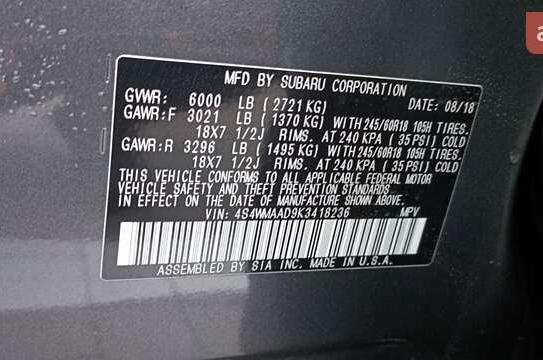 a
MFD BY SUBARU CORPORATION
GVWR: 6000 LB ( 2721 KG) DATE: 08/18
GAWR:F 3021 LB ( 1370 KG) WITH 245/60R18 105H TIRES.
18X7 1/2J RIMS. AT 240 KPA ( 35 PSI) COLD
GAWR:R 3296 LB ( 1495 KG) WITH 245/60R18 105H TIRES.
18X7 1/2J RIMS. AT 240 KPA ( 35 PSI) COLD
THIS VEHICLE CONFORMS TO ALL APPLICABLE FEDERAL MOTOR
VEHICLE SAFETY AND THEFT PREVENTION STANDARDS
IN EFFECT ON THE DATE OF MANUFACTURE SHOWN ABOVE.
VIN: 4S4WMAAD9K3418236 MPV
ASSEMBLED BY SIA INC. MADE IN U.S.A.